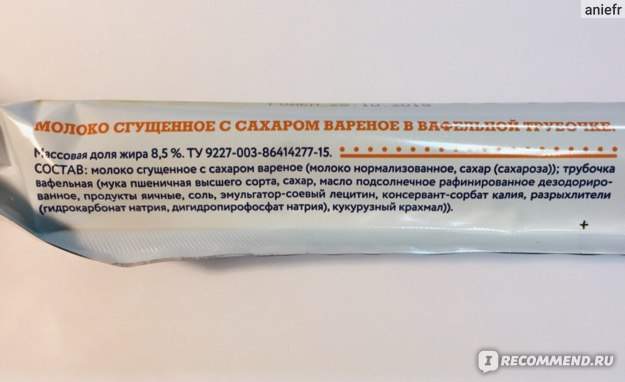 aniefr
МОЛОКО СГУЩЕННОЕ С САХАРОМ ВАРЕНОЕ В ВАФЕЛЬНОЙ ТРУБОЧКЕ.
Массовая доля жира 8,5 %. ТУ 9227-003-86414277-15.
СОСТАВ: молоко сгущенное с сахаром вареное (молоко нормализованное, сахар (сахароза)); трубочка
вафельная (мука пшеничная высшего сорта, сахар, масло подсолнечное рафинированное дезодориро-
ванное, продукты яичные, соль, эмульгатор-соевый лецитин, консервант-сорбат калия, разрыхлители
(гидрокарбонат натрия, дигидропирофосфат натрия), кукурузный крахмал)).
+
I RECOMMEND.RU